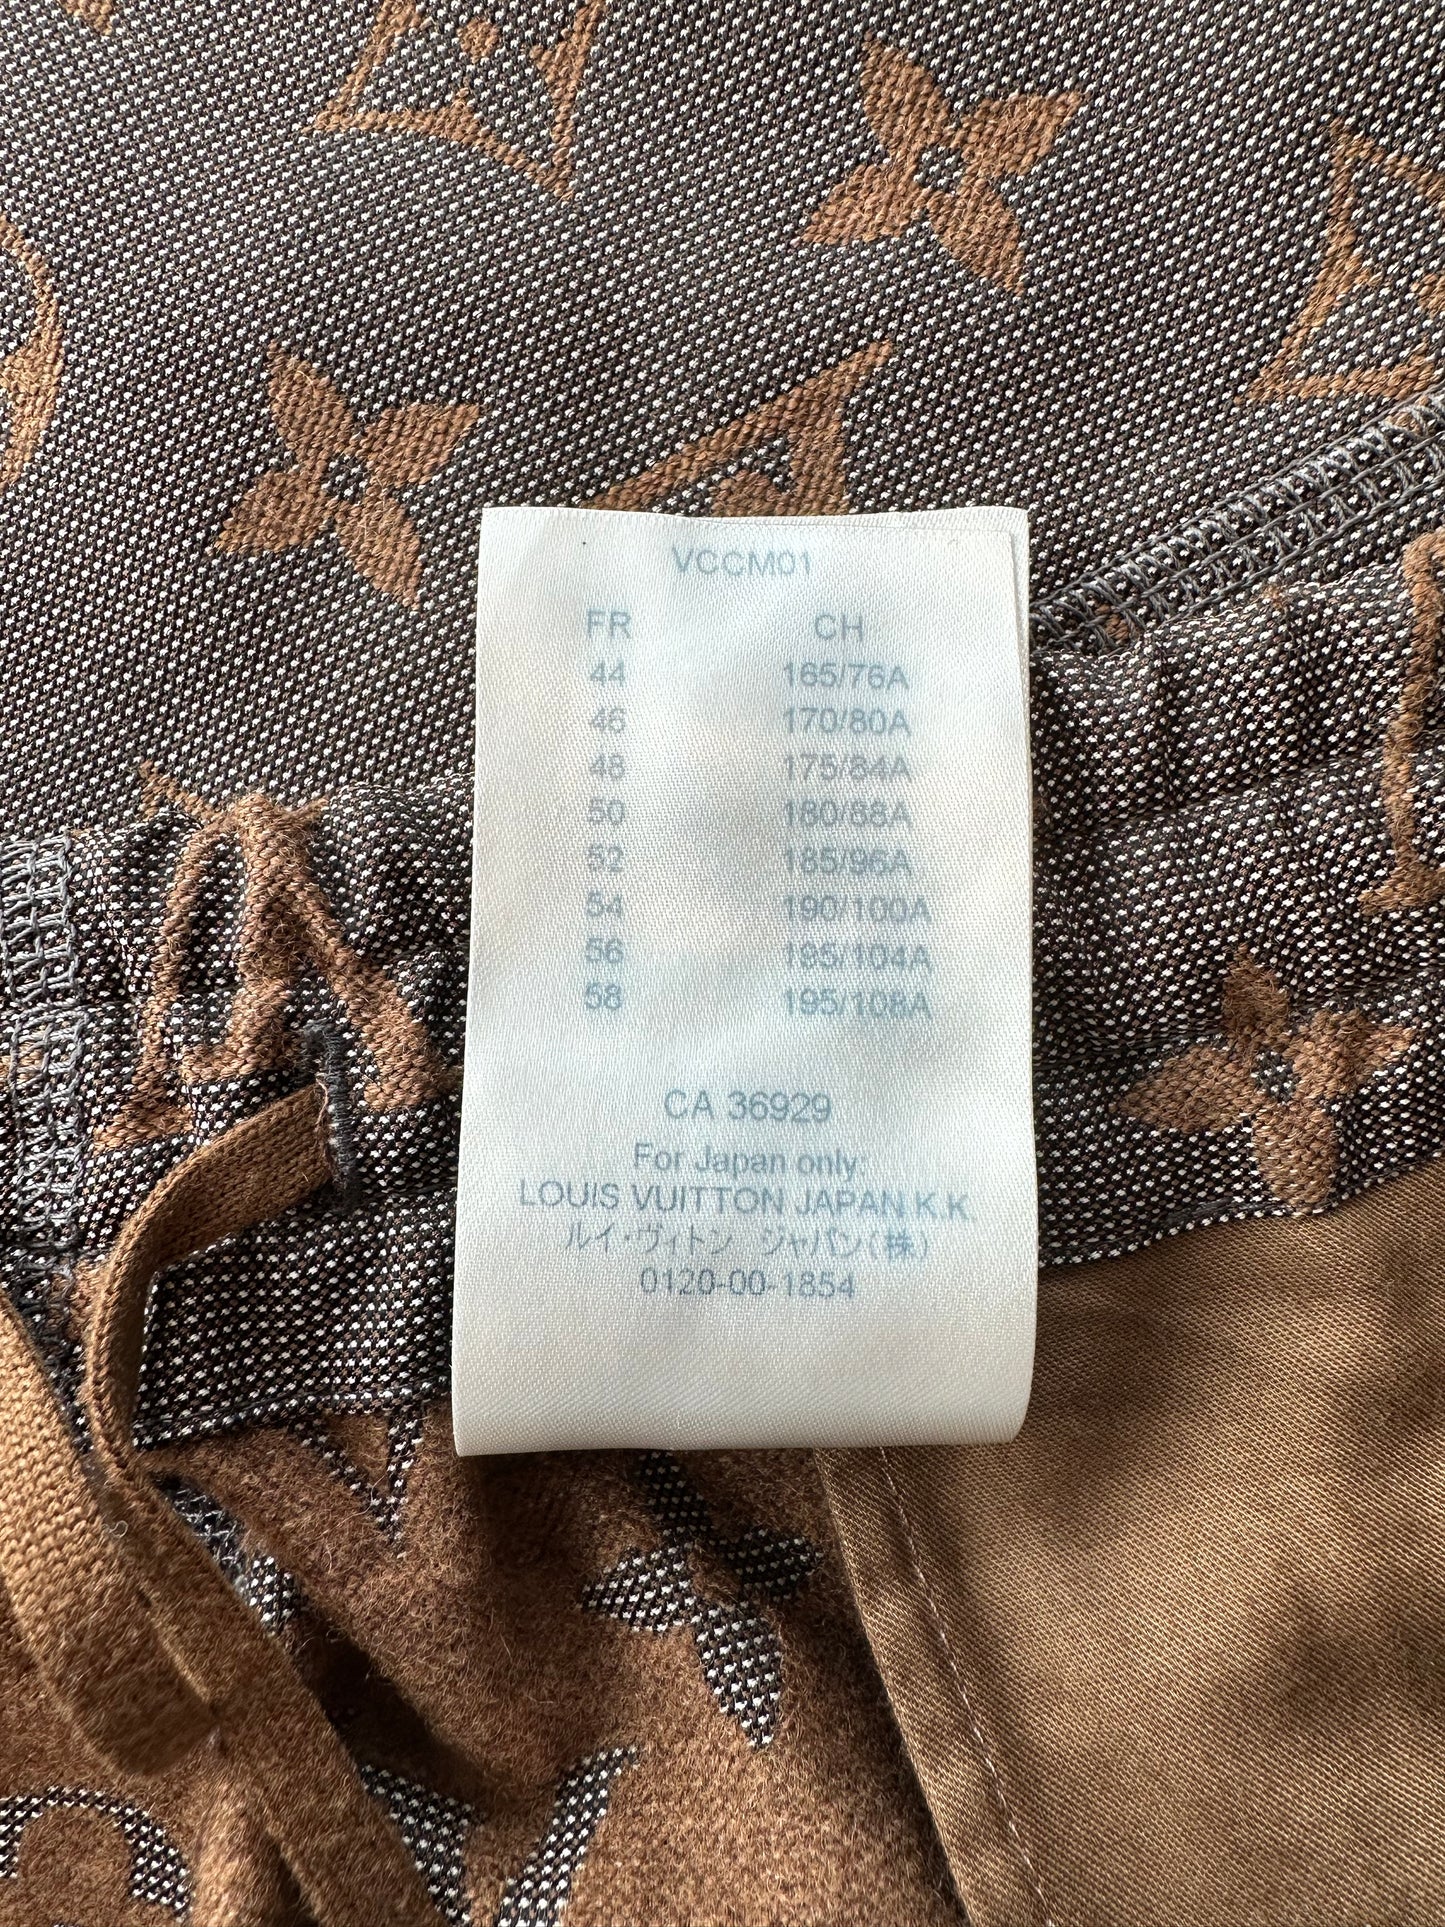 VCCM01
FR CH
44 165/76A
46 170/80A
48 175/84A
50 180/88A
52 185/96A
54 190/100A
56 195/104A
58 195/108A
CA 36929
For Japan only:
LOUIS VUITTON JAPAN K.K.
ルイ・ヴィトン ジャパン(株)
0120-00-1854